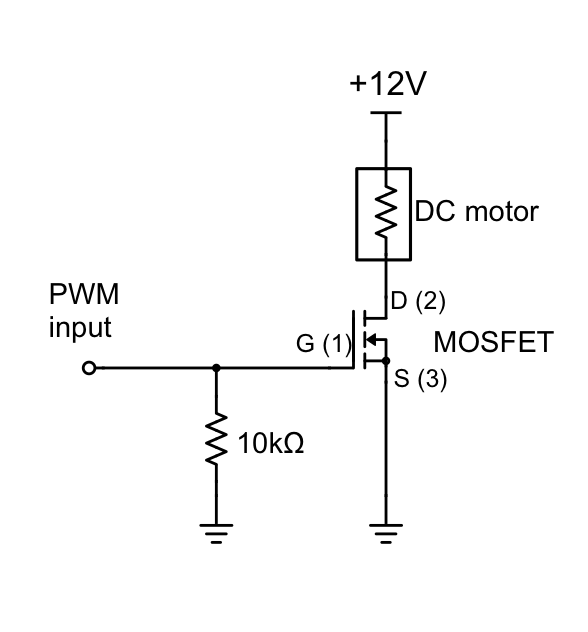 +12V
DC motor
D (2)
PWM
input
G (1)
MOSFET
S (3)
10kΩ